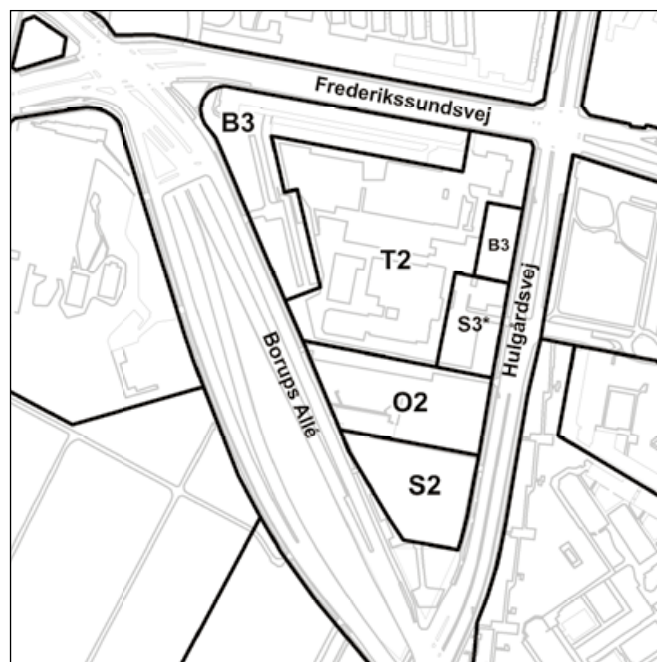 Frederikssundsvej
B3
B3
T2
S3*
Hulgårdsvej
Borups Allé
O2
S2